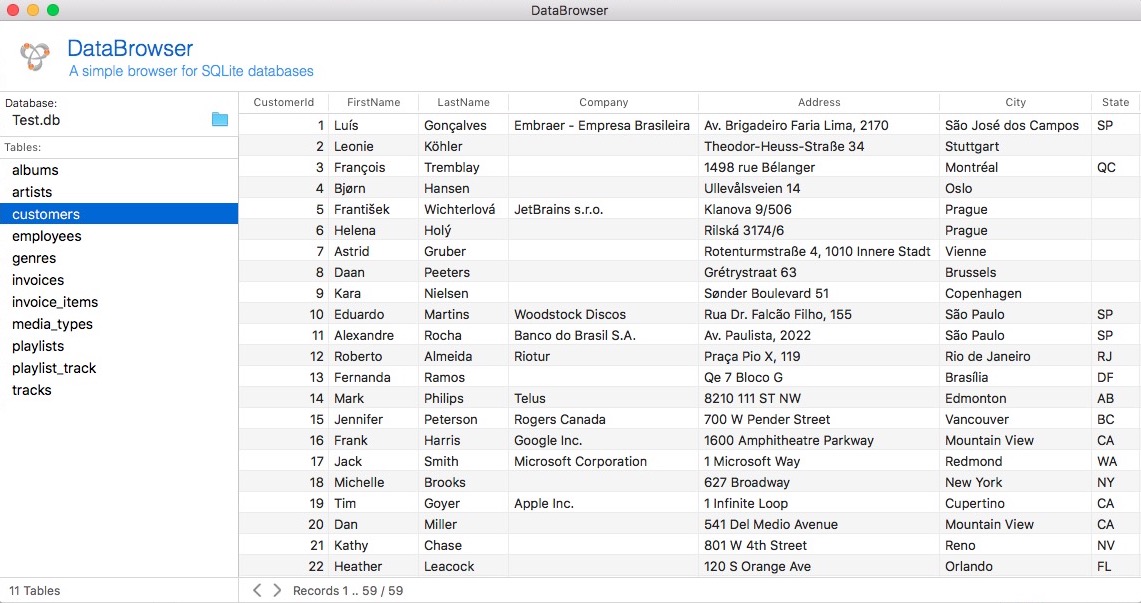 DataBrowser
DataBrowser
A simple browser for SQLite databases
Database:
Test.db
Tables:
albums
artists
customers
employees
genres
invoices
invoice_items
media_types
playlists
playlist_track
tracks
11 Tables
CustomerId FirstName LastName Company Address City State
1 Luís Gonçalves Embraer - Empresa Brasileira Av. Brigadeiro Faria Lima, 2170 São José dos Campos SP
2 Leonie Köhler Theodor-Heuss-Straße 34 Stuttgart
3 François Tremblay 1498 rue Bélanger Montréal QC
4 Bjørn Hansen Ullevålsveien 14 Oslo
5 František Wichterlová JetBrains s.r.o. Klanova 9/506 Prague
6 Helena Holý Rilská 3174/6 Prague
7 Astrid Gruber Rotenturmstraße 4, 1010 Innere Stadt Vienne
8 Daan Peeters Grétrystraat 63 Brussels
9 Kara Nielsen Sønder Boulevard 51 Copenhagen
10 Eduardo Martins Woodstock Discos Rua Dr. Falcão Filho, 155 São Paulo SP
11 Alexandre Rocha Banco do Brasil S.A. Av. Paulista, 2022 São Paulo SP
12 Roberto Almeida Riotur Praça Pio X, 119 Rio de Janeiro RJ
13 Fernanda Ramos Qe 7 Bloco G Brasília DF
14 Mark Philips Telus 8210 111 ST NW Edmonton AB
15 Jennifer Peterson Rogers Canada 700 W Pender Street Vancouver BC
16 Frank Harris Google Inc. 1600 Amphitheatre Parkway Mountain View CA
17 Jack Smith Microsoft Corporation 1 Microsoft Way Redmond WA
18 Michelle Brooks 627 Broadway New York NY
19 Tim Goyer Apple Inc. 1 Infinite Loop Cupertino CA
20 Dan Miller 541 Del Medio Avenue Mountain View CA
21 Kathy Chase 801 W 4th Street Reno NV
22 Heather Leacock 120 S Orange Ave Orlando FL
Records 1 .. 59 / 59